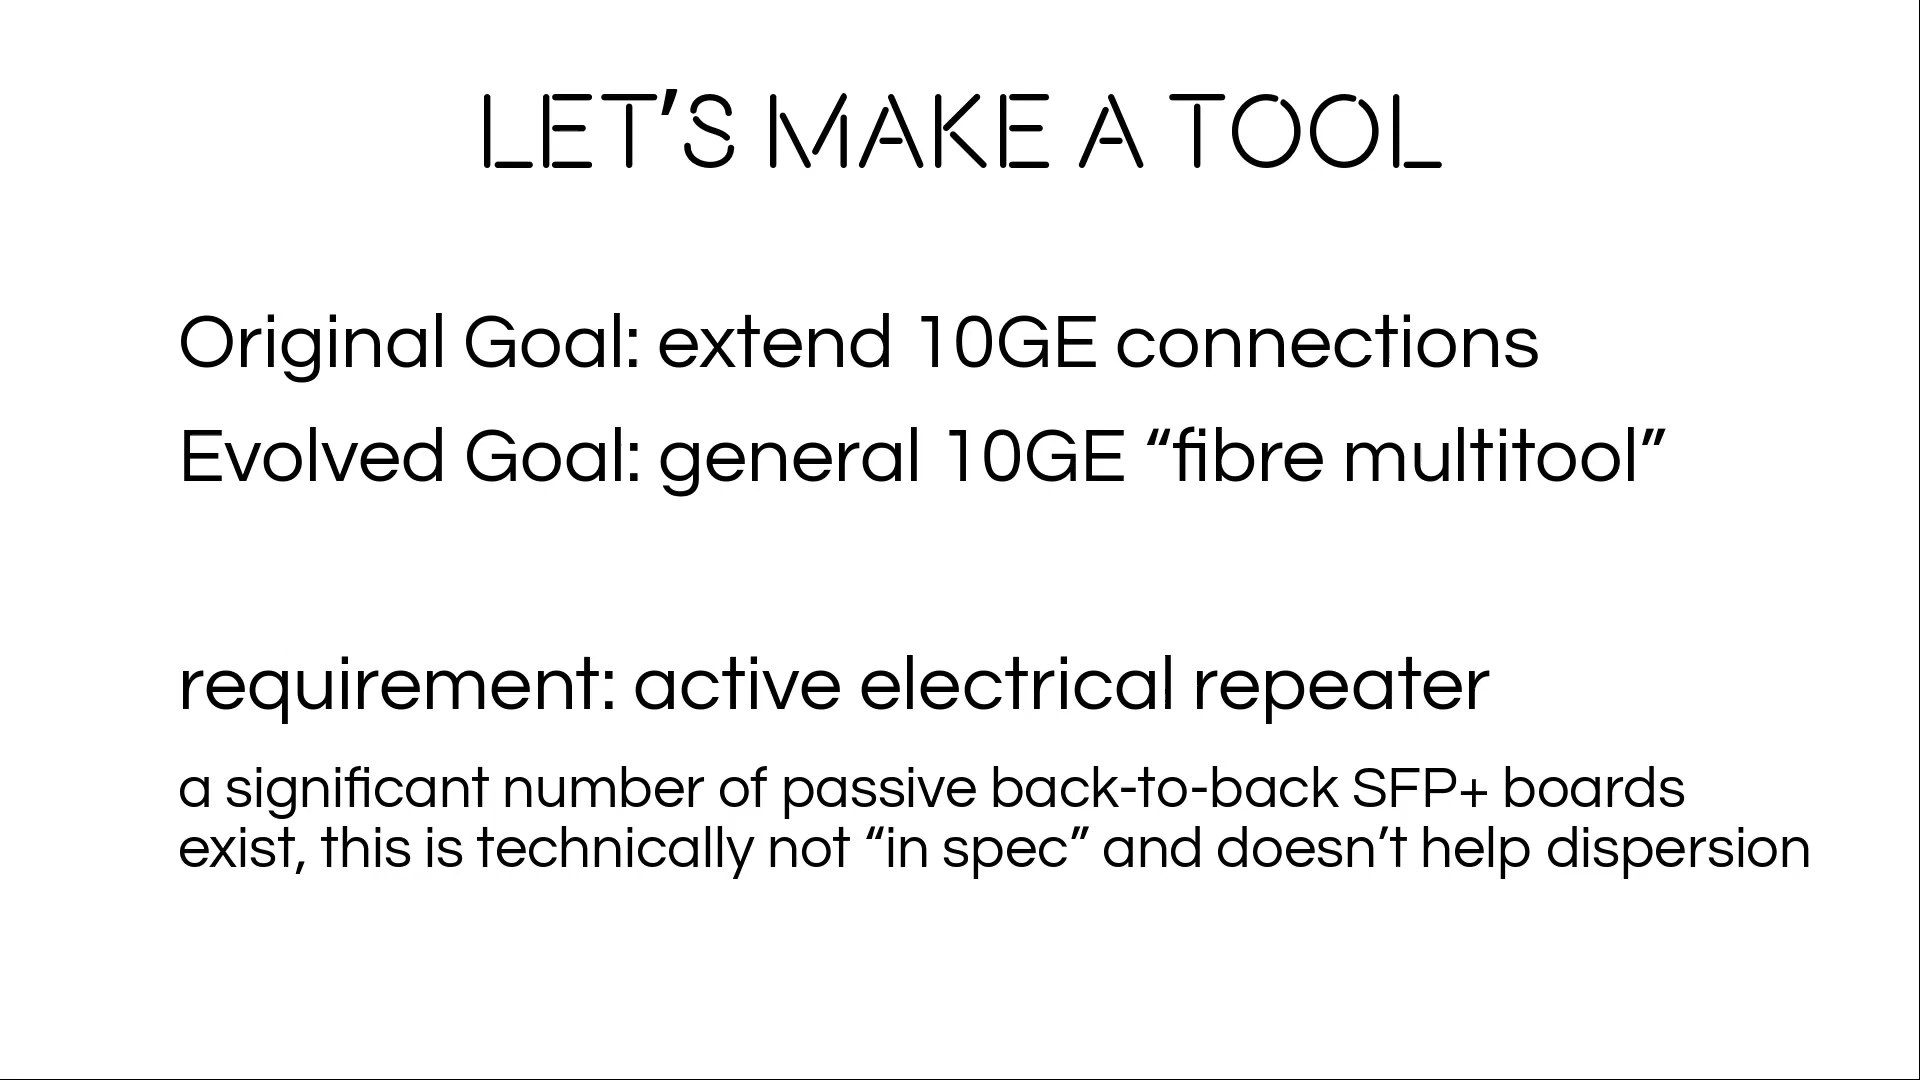 LET’S MAKE A TOOL
Original Goal: extend 10GE connections
Evolved Goal: general 10GE “fibre multitool”
requirement: active electrical repeater
a significant number of passive back-to-back SFP+ boards
exist, this is technically not “in spec” and doesn’t help dispersion